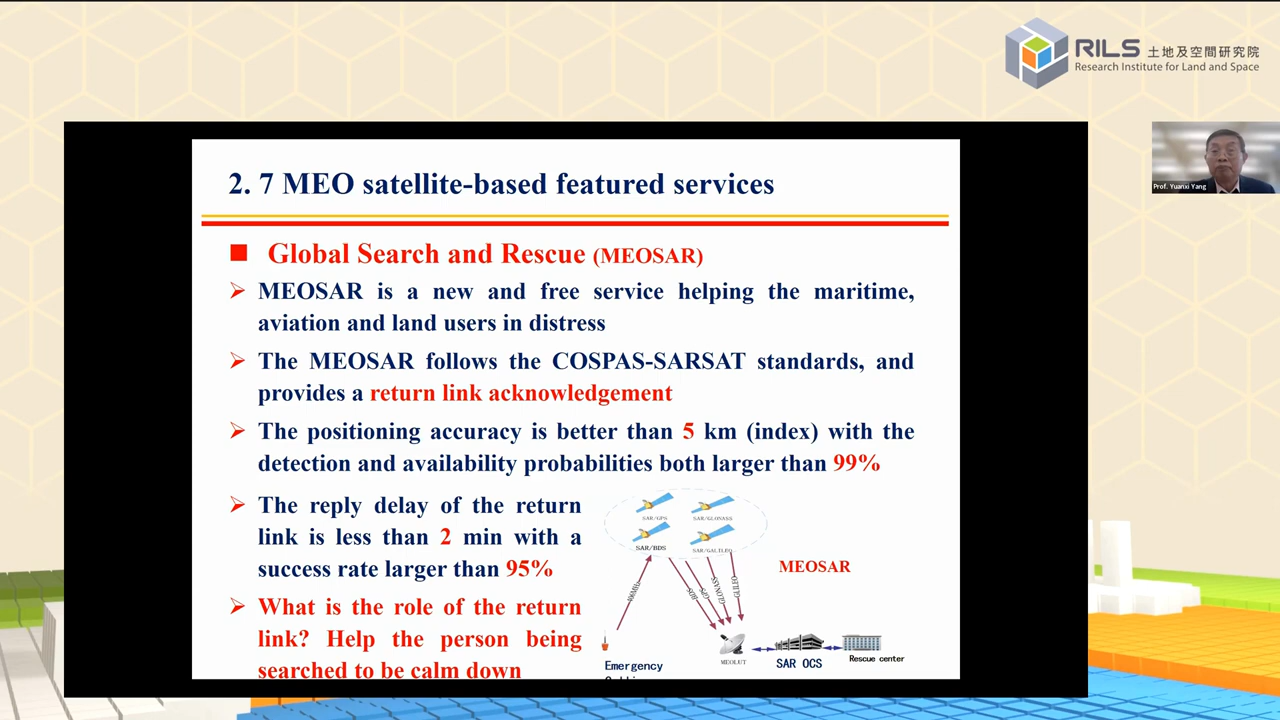 RILS 土地及空間研究院
Research Institute for Land and Space
Prof. Yuanxi Yang
2. 7 MEO satellite-based featured services
Global Search and Rescue (MEOSAR)
MEOSAR is a new and free service helping the maritime,
aviation and land users in distress
The MEOSAR follows the COSPAS-SARSAT standards, and
provides a return link acknowledgement
The positioning accuracy is better than 5 km (index) with the
detection and availability probabilities both larger than 99%
The reply delay of the return
link is less than 2 min with a
success rate larger than 95%
What is the role of the return
link? Help the person being
searched to be calm down
SAR/GPS
SAR/GLONASS
SAR/BDS
SAR/GALILEO
MEOSAR
BDS
GPS
GLONASS
GALILEO
MEOLUT
SAR OCS
Rescue center
Emergency